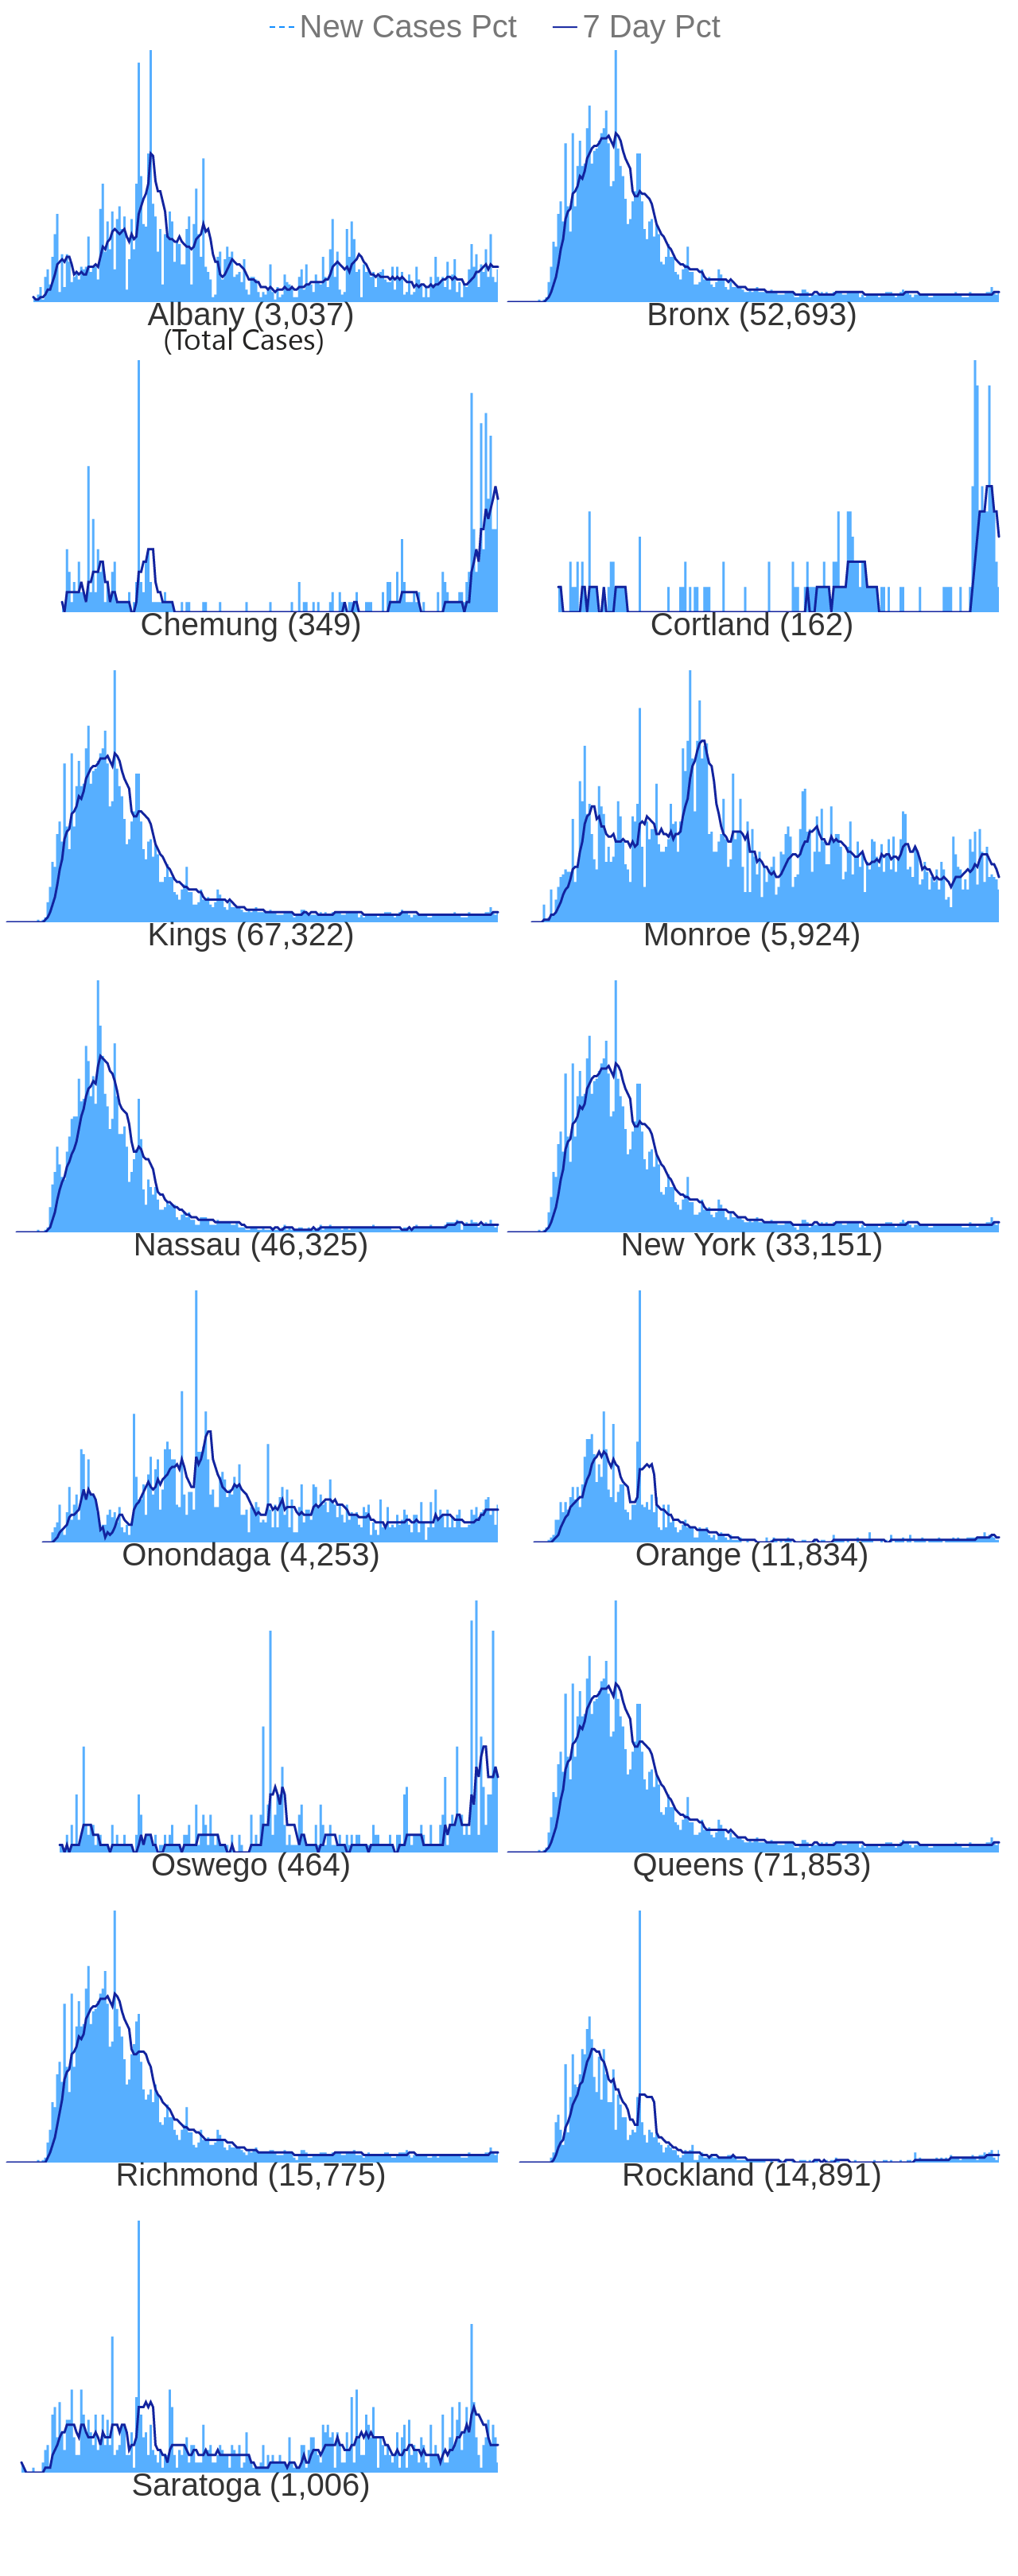 New Cases Pct 7 Day Pct
Albany (3,037) Bronx (52,693)
(Total Cases)
Chemung (349) Cortland (162)
Kings (67,322) Monroe (5,924)
Nassau (46,325) New York (33,151)
Onondaga (4,253) Orange (11,834)
Oswego (464) Queens (71,853)
Richmond (15,775) Rockland (14,891)
Saratoga (1,006)